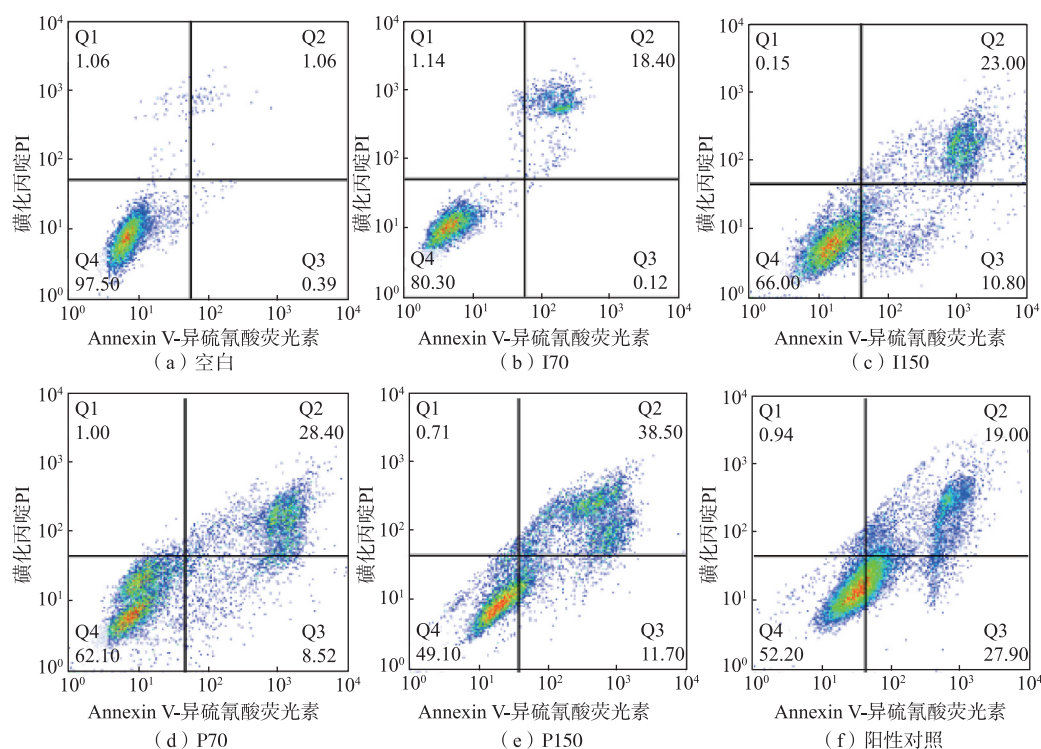 10⁴
Q1
1.06
Q2
1.06
10³
10²
10¹
10⁰
Q4
97.50
Q3
0.39
10⁰ 10¹ 10² 10³ 10⁴
磺化丙啶PI
Annexin V-异硫氰酸荧光素
(a)空白
10⁴
Q1
1.14
Q2
18.40
10³
10²
10¹
10⁰
Q4
80.30
Q3
0.12
10⁰ 10¹ 10² 10³ 10⁴
磺化丙啶PI
Annexin V-异硫氰酸荧光素
(b)I70
10⁴
Q1
0.15
Q2
23.00
10³
10²
10¹
10⁰
Q4
66.00
Q3
10.80
10⁰ 10¹ 10² 10³ 10⁴
磺化丙啶PI
Annexin V-异硫氰酸荧光素
(c)I150
10⁴
Q1
1.00
Q2
28.40
10³
10²
10¹
10⁰
Q4
62.10
Q3
8.52
10⁰ 10¹ 10² 10³ 10⁴
磺化丙啶PI
Annexin V-异硫氰酸荧光素
(d)P70
10⁴
Q1
0.71
Q2
38.50
10³
10²
10¹
10⁰
Q4
49.10
Q3
11.70
10⁰ 10¹ 10² 10³ 10⁴
磺化丙啶PI
Annexin V-异硫氰酸荧光素
(e)P150
10⁴
Q1
0.94
Q2
19.00
10³
10²
10¹
10⁰
Q4
52.20
Q3
27.90
10⁰ 10¹ 10² 10³ 10⁴
磺化丙啶PI
Annexin V-异硫氰酸荧光素
(f)阳性对照